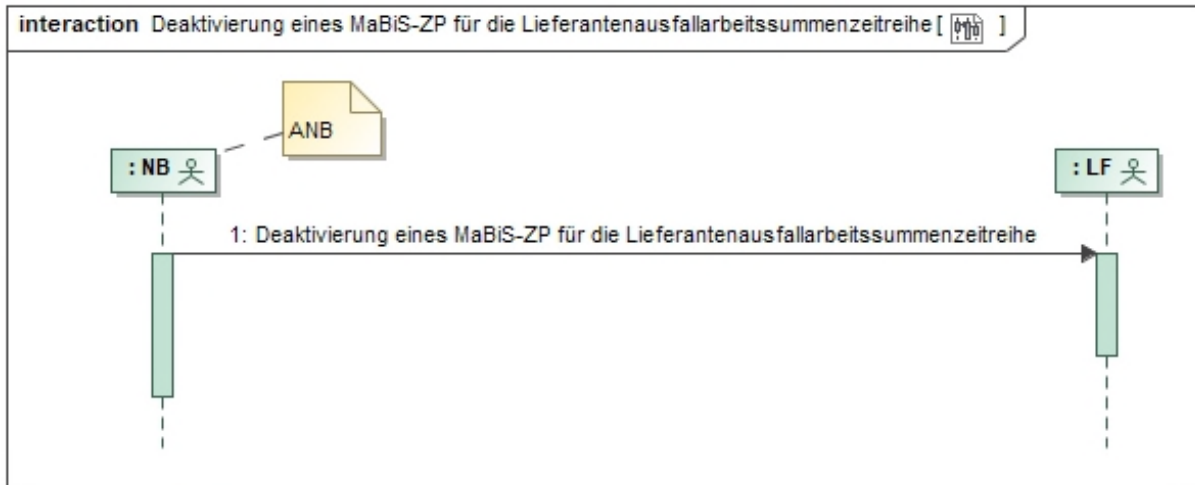 interaction Deaktivierung eines MaBiS-ZP für die Lieferantenausfallarbeitssummenzeitreihe [ ]
ANB
: NB
: LF
1: Deaktivierung eines MaBiS-ZP für die Lieferantenausfallarbeitssummenzeitreihe